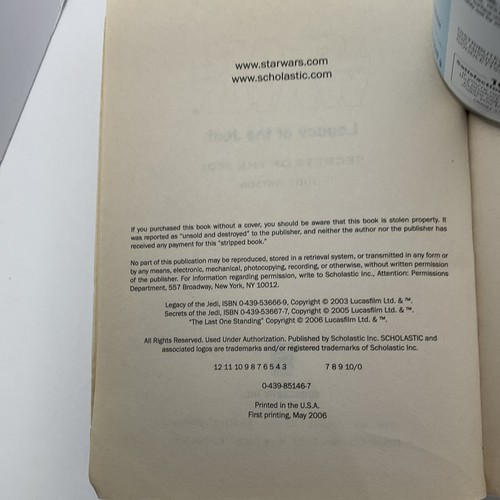 www.starwars.com
www.scholastic.com
If you purchased this book without a cover, you should be aware that this book is stolen property. It
was reported as "unsold and destroyed" to the publisher, and neither the author nor the publisher has
received any payment for this "stripped book."
No part of this publication may be reproduced, stored in a retrieval system, or transmitted in any form or
by any means, electronic, mechanical, photocopying, recording, or otherwise, without written permission
of the publisher. For information regarding permission, write to Scholastic Inc., Attention: Permissions
Department, 557 Broadway, New York, NY 10012.
Legacy of the Jedi, ISBN 0-439-53666-9, Copyright © 2003 Lucasfilm Ltd. & ™.
Secrets of the Jedi, ISBN 0-439-53667-7, Copyright © 2005 Lucasfilm Ltd. & ™.
"The Last One Standing" Copyright © 2006 Lucasfilm Ltd. & ™.
All Rights Reserved. Used Under Authorization. Published by Scholastic Inc. SCHOLASTIC and
associated logos are trademarks and/or registered trademarks of Scholastic Inc.
12 11 10 9 8 7 6 5 4 3 7 8 9 10/0
0-439-85146-7
Printed in the U.S.A.
First printing, May 2006